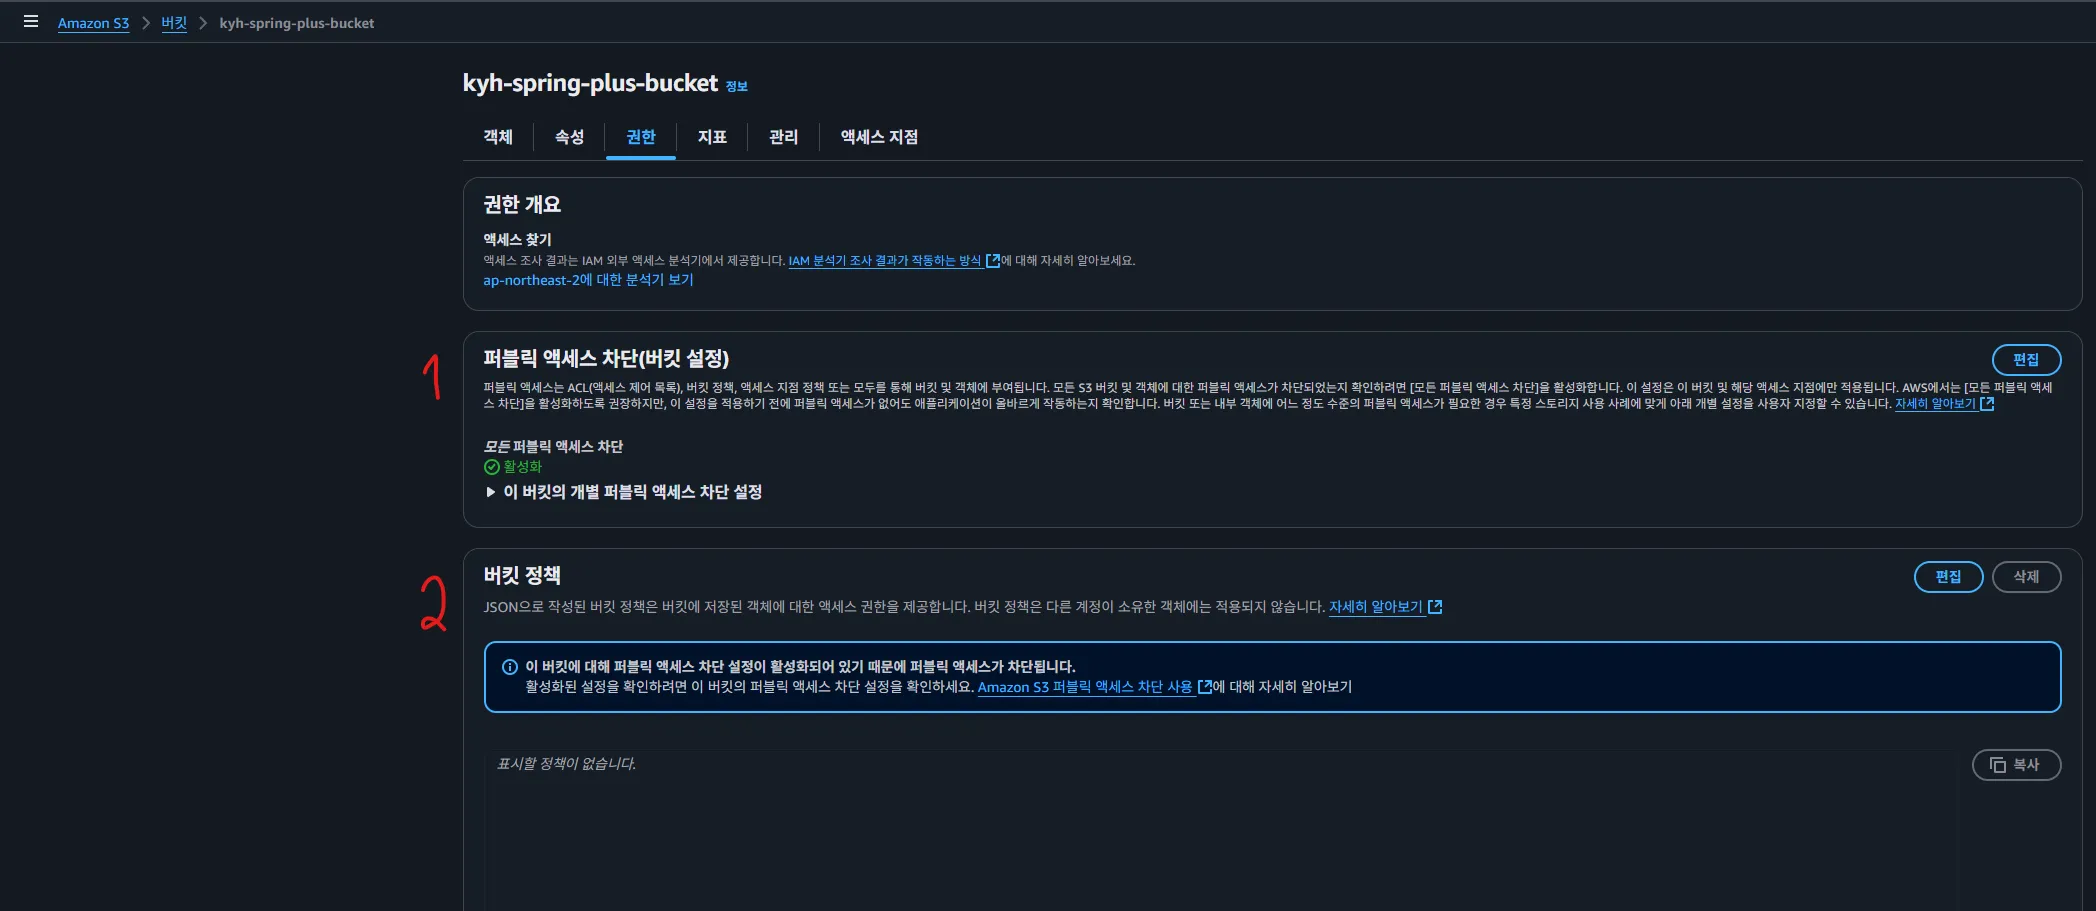 Amazon S3 > 버킷 > kyh-spring-plus-bucket
kyh-spring-plus-bucket 정보
객체 속성 권한 지표 관리 액세스 지점
권한 개요
액세스 찾기
액세스 조사 결과는 IAM 외부 액세스 분석기에서 제공합니다. IAM 분석기 조사 결과가 작동하는 방식 에 대해 자세히 알아보세요.
ap-northeast-2에 대한 분석기 보기
1
퍼블릭 액세스 차단(버킷 설정) 편집
퍼블릭 액세스는 ACL(액세스 제어 목록), 버킷 정책, 액세스 지점 정책 또는 모두를 통해 버킷 및 객체에 부여됩니다. 모든 S3 버킷 및 객체에 대한 퍼블릭 액세스가 차단되었는지 확인하려면 [모든 퍼블릭 액세스 차단]을 활성화합니다. 이 설정은 이 버킷 및 해당 액세스 지점에만 적용됩니다. AWS에서는 [모든 퍼블릭 액세
스 차단]을 활성화하도록 권장하지만, 이 설정을 적용하기 전에 퍼블릭 액세스가 없어도 애플리케이션이 올바르게 작동하는지 확인합니다. 버킷 또는 내부 객체에 어느 정도 수준의 퍼블릭 액세스가 필요한 경우 특정 스토리지 사용 사례에 맞게 아래 개별 설정을 사용자 지정할 수 있습니다. 자세히 알아보기
모든 퍼블릭 액세스 차단
활성화
이 버킷의 개별 퍼블릭 액세스 차단 설정
2
버킷 정책 편집 삭제
JSON으로 작성된 버킷 정책은 버킷에 저장된 객체에 대한 액세스 권한을 제공합니다. 버킷 정책은 다른 계정이 소유한 객체에는 적용되지 않습니다. 자세히 알아보기
이 버킷에 대해 퍼블릭 액세스 차단 설정이 활성화되어 있기 때문에 퍼블릭 액세스가 차단됩니다.
활성화된 설정을 확인하려면 이 버킷의 퍼블릭 액세스 차단 설정을 확인하세요. Amazon S3 퍼블릭 액세스 차단 사용 에 대해 자세히 알아보기
표시할 정책이 없습니다. 복사